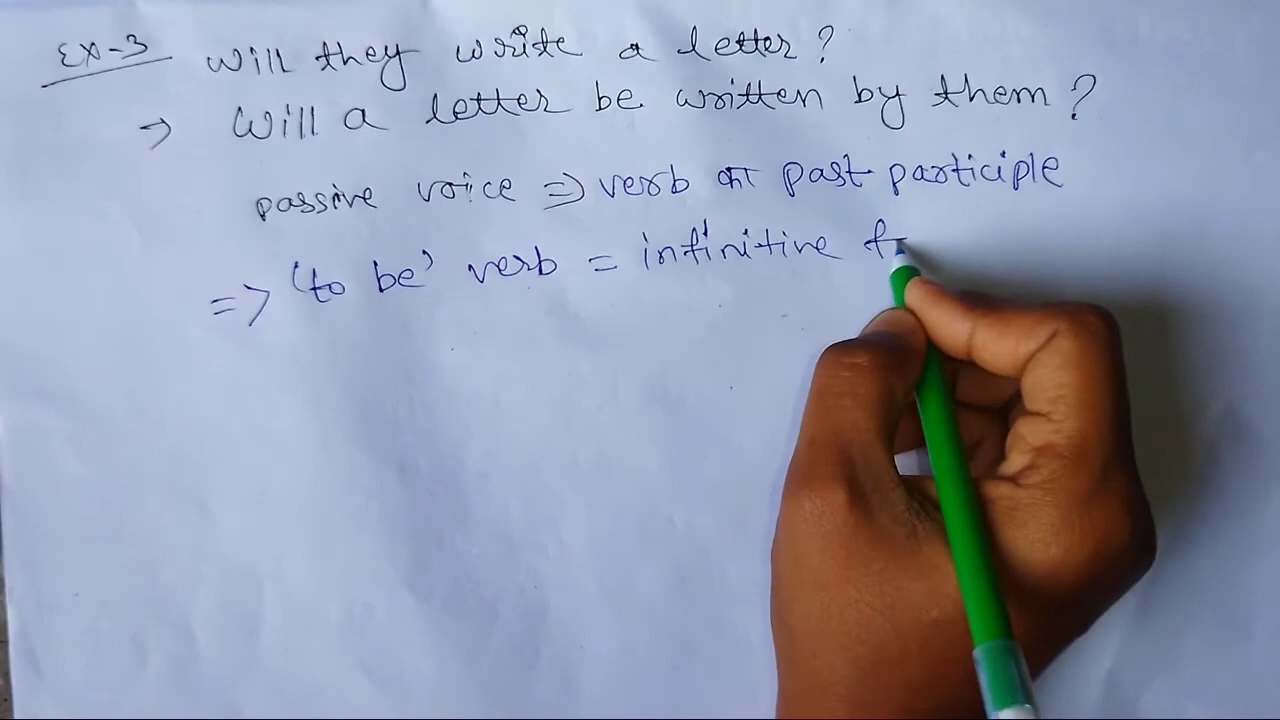 Ex-3 Will they write a letter?
→ Will a letter be written by them?
passive voice ⇒ verb का past participle
⇒ 'to be' verb = infinitive